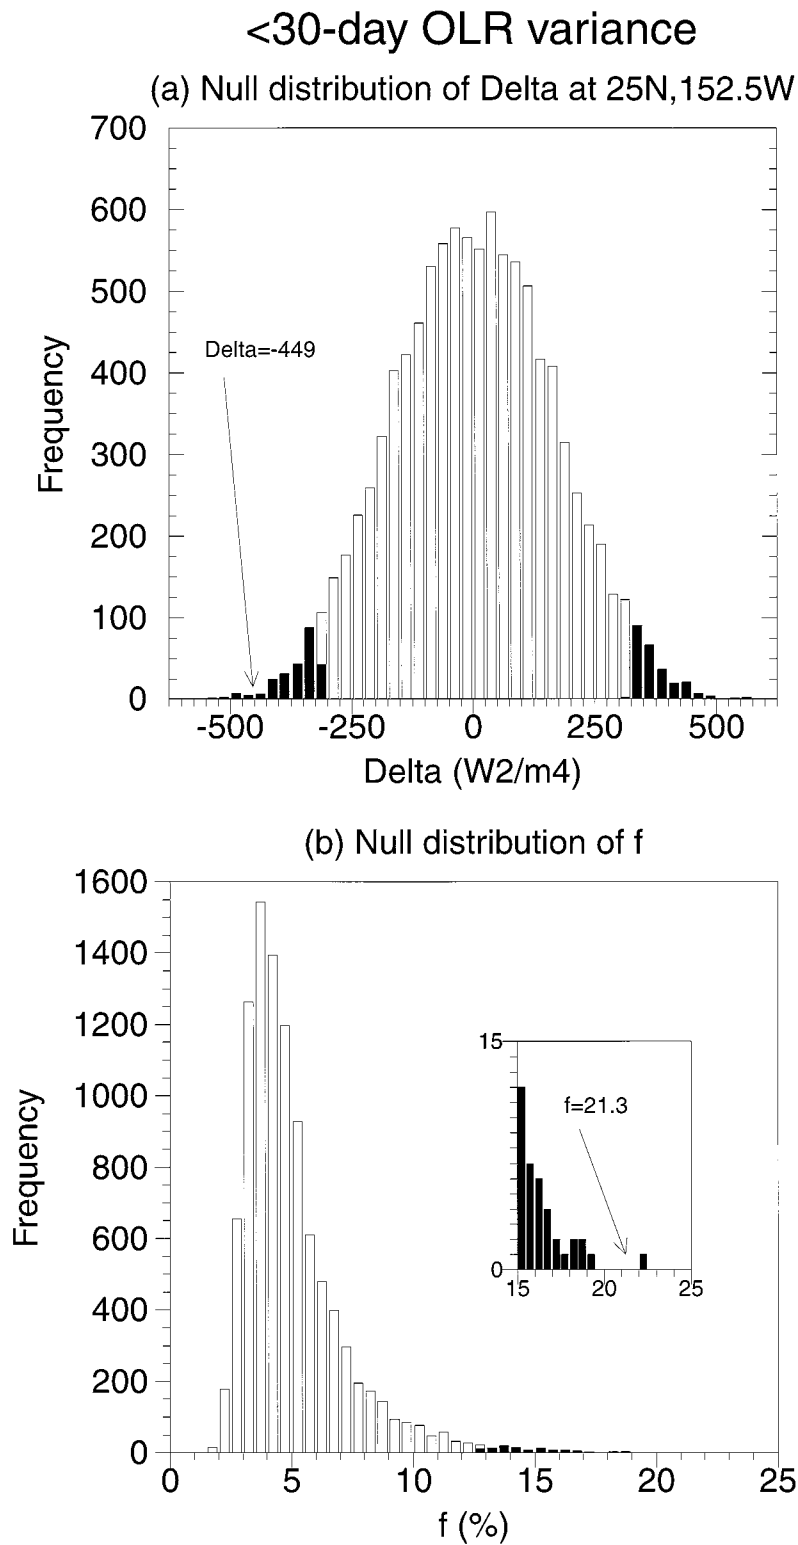 <30-day OLR variance
(a) Null distribution of Delta at 25N,152.5W
700
600
500
400
300
200
100
0
Frequency
Delta=-449
-500 -250 0 250 500
Delta (W2/m4)
(b) Null distribution of f
1600
1400
1200
1000
800
600
400
200
0
Frequency
15
0
f=21.3
15 20 25
0 5 10 15 20 25
f (%)